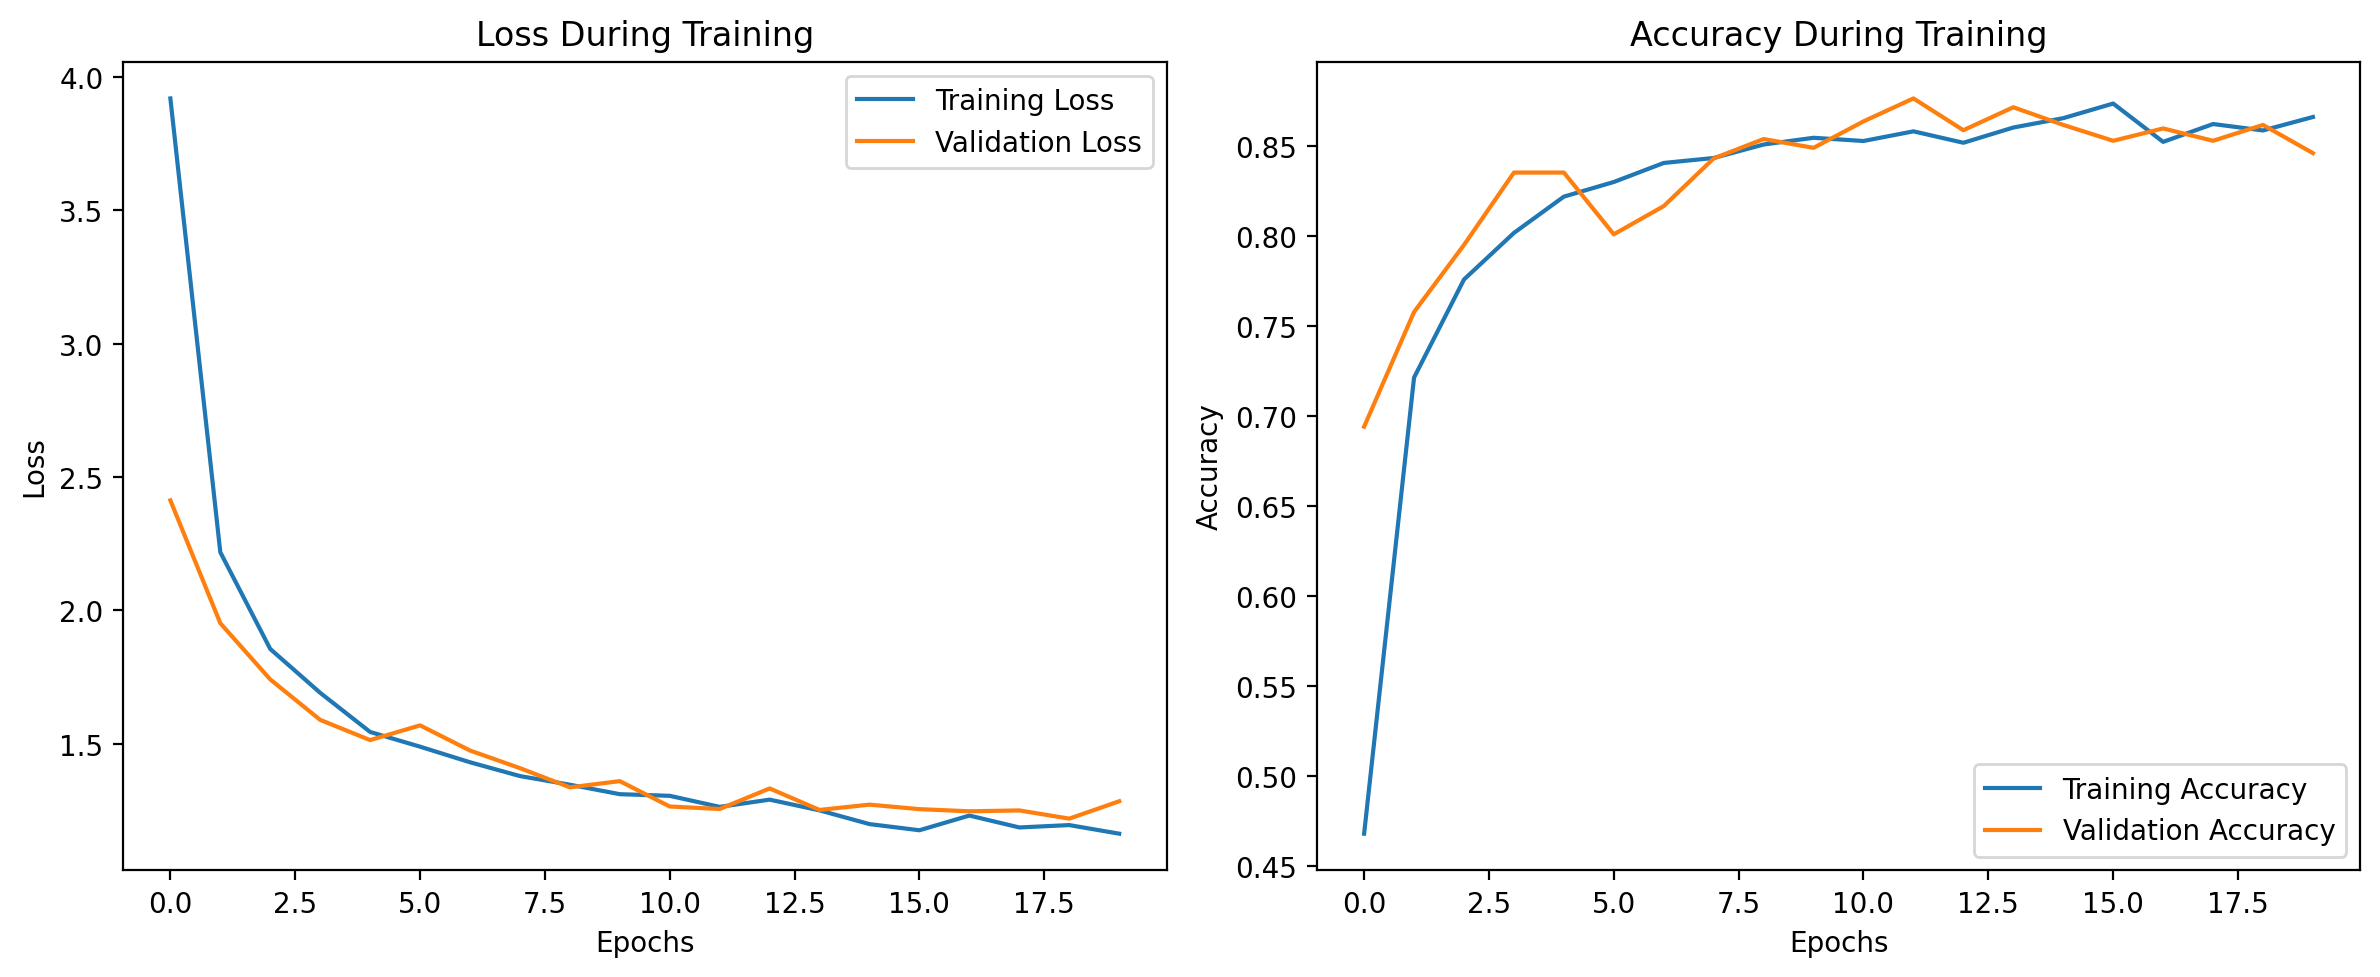 Loss During Training
4.0
3.5
3.0
2.5
2.0
1.5
Loss
Training Loss
Validation Loss
0.0 2.5 5.0 7.5 10.0 12.5 15.0 17.5
Epochs
Accuracy During Training
0.85
0.80
0.75
0.70
0.65
0.60
0.55
0.50
0.45
Accuracy
Training Accuracy
Validation Accuracy
0.0 2.5 5.0 7.5 10.0 12.5 15.0 17.5
Epochs